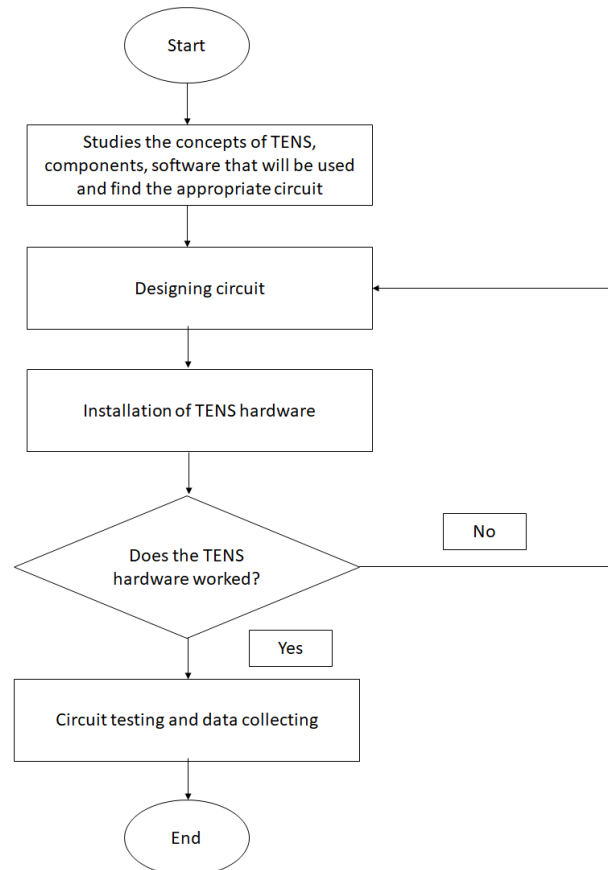 Start
Studies the concepts of TENS,
components, software that will be used
and find the appropriate circuit
Designing circuit
Installation of TENS hardware
Does the TENS
hardware worked?
No
Yes
Circuit testing and data collecting
End